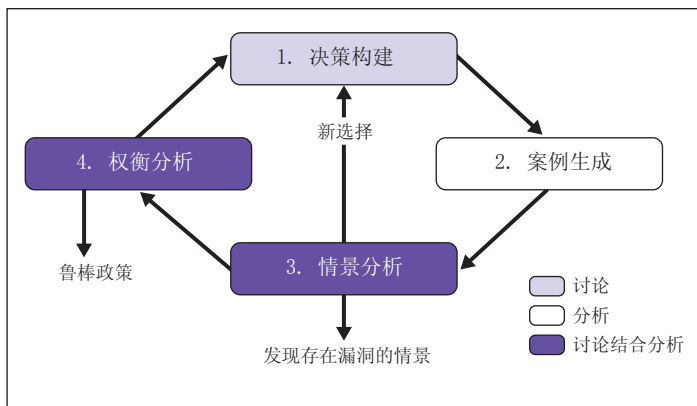 1. 决策构建
新选择
4. 权衡分析
2. 案例生成
鲁棒政策
3. 情景分析
讨论
分析
讨论结合分析
发现存在漏洞的情景